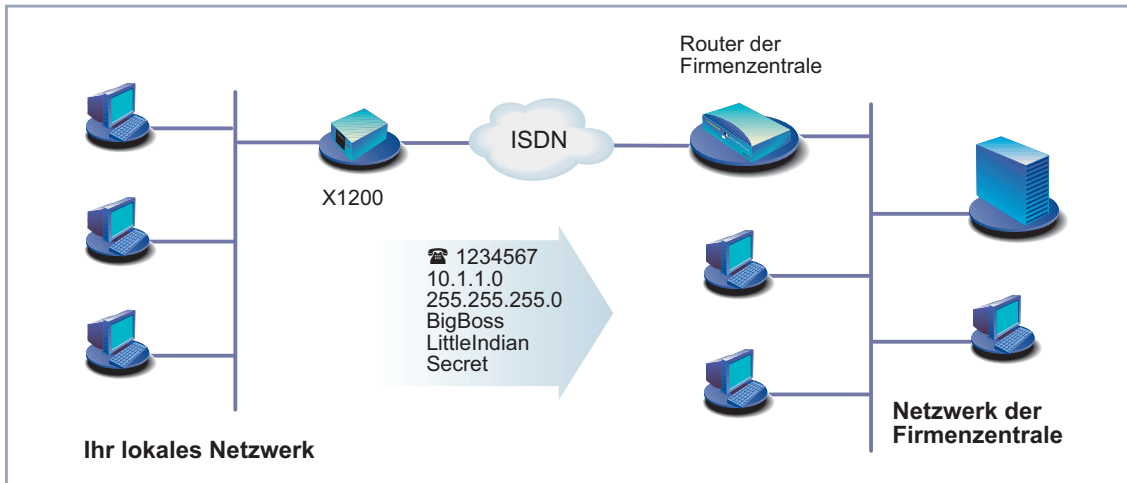 Router der
Firmenzentrale
ISDN
X1200
☎ 1234567
10.1.1.0
255.255.255.0
BigBoss
LittleIndian
Secret
Ihr lokales Netzwerk
Netzwerk der
Firmenzentrale